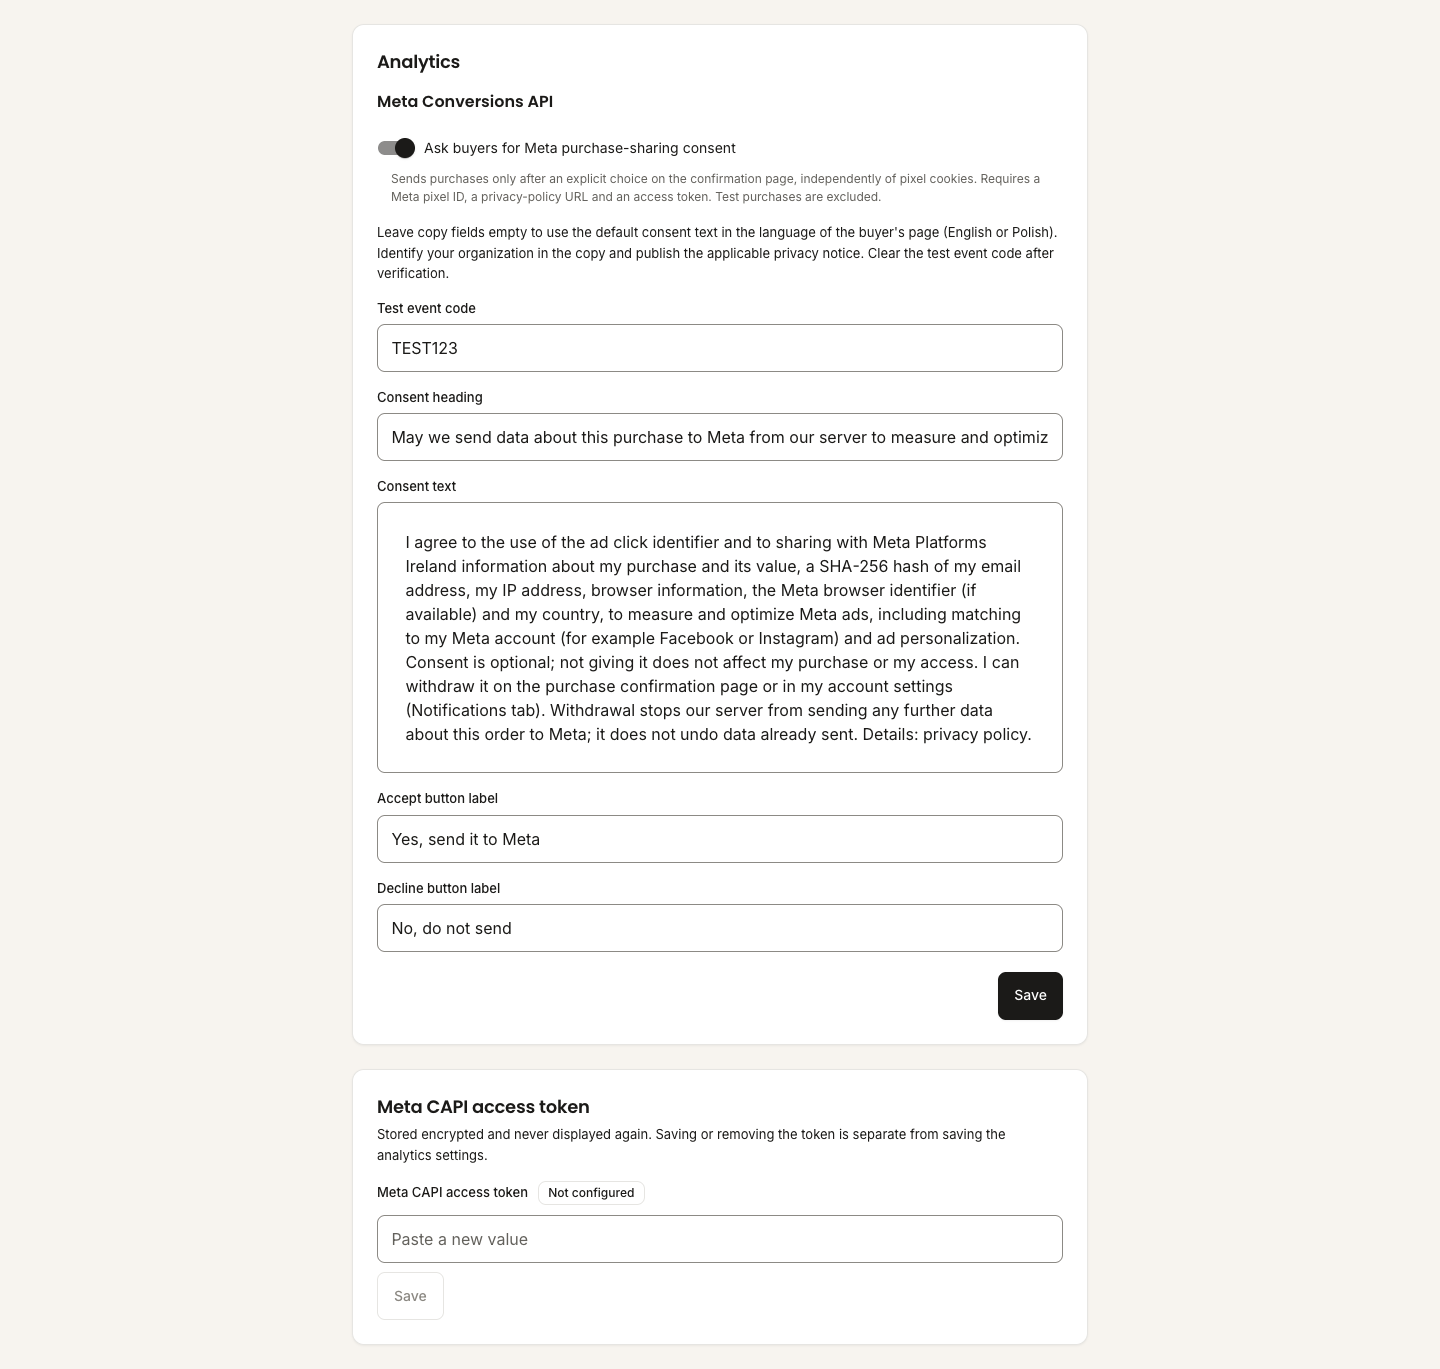 Analytics
Meta Conversions API
Ask buyers for Meta purchase-sharing consent
Sends purchases only after an explicit choice on the confirmation page, independently of pixel cookies. Requires a
Meta pixel ID, a privacy-policy URL and an access token. Test purchases are excluded.
Leave copy fields empty to use the default consent text in the language of the buyer's page (English or Polish).
Identify your organization in the copy and publish the applicable privacy notice. Clear the test event code after
verification.
Test event code
TEST123
Consent heading
May we send data about this purchase to Meta from our server to measure and optimiz
Consent text
I agree to the use of the ad click identifier and to sharing with Meta Platforms
Ireland information about my purchase and its value, a SHA-256 hash of my email
address, my IP address, browser information, the Meta browser identifier (if
available) and my country, to measure and optimize Meta ads, including matching
to my Meta account (for example Facebook or Instagram) and ad personalization.
Consent is optional; not giving it does not affect my purchase or my access. I can
withdraw it on the purchase confirmation page or in my account settings
(Notifications tab). Withdrawal stops our server from sending any further data
about this order to Meta; it does not undo data already sent. Details: privacy policy.
Accept button label
Yes, send it to Meta
Decline button label
No, do not send
Save
Meta CAPI access token
Stored encrypted and never displayed again. Saving or removing the token is separate from saving the
analytics settings.
Meta CAPI access token Not configured
Paste a new value
Save